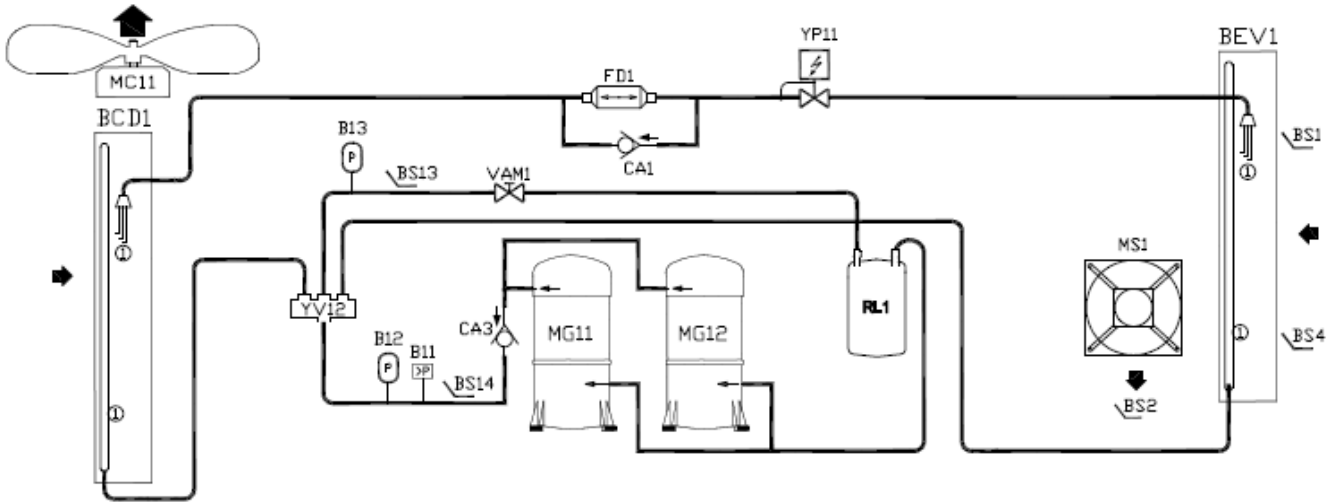 YP11
BEV1
MC11
FD1
BCD1
B13
P
BS13
VAM1
CA1
BS1
①
①
MS1
YV12
CA3
MG11
MG12
RL1
B12
P
B11
>P
BS14
①
BS4
BS2
①